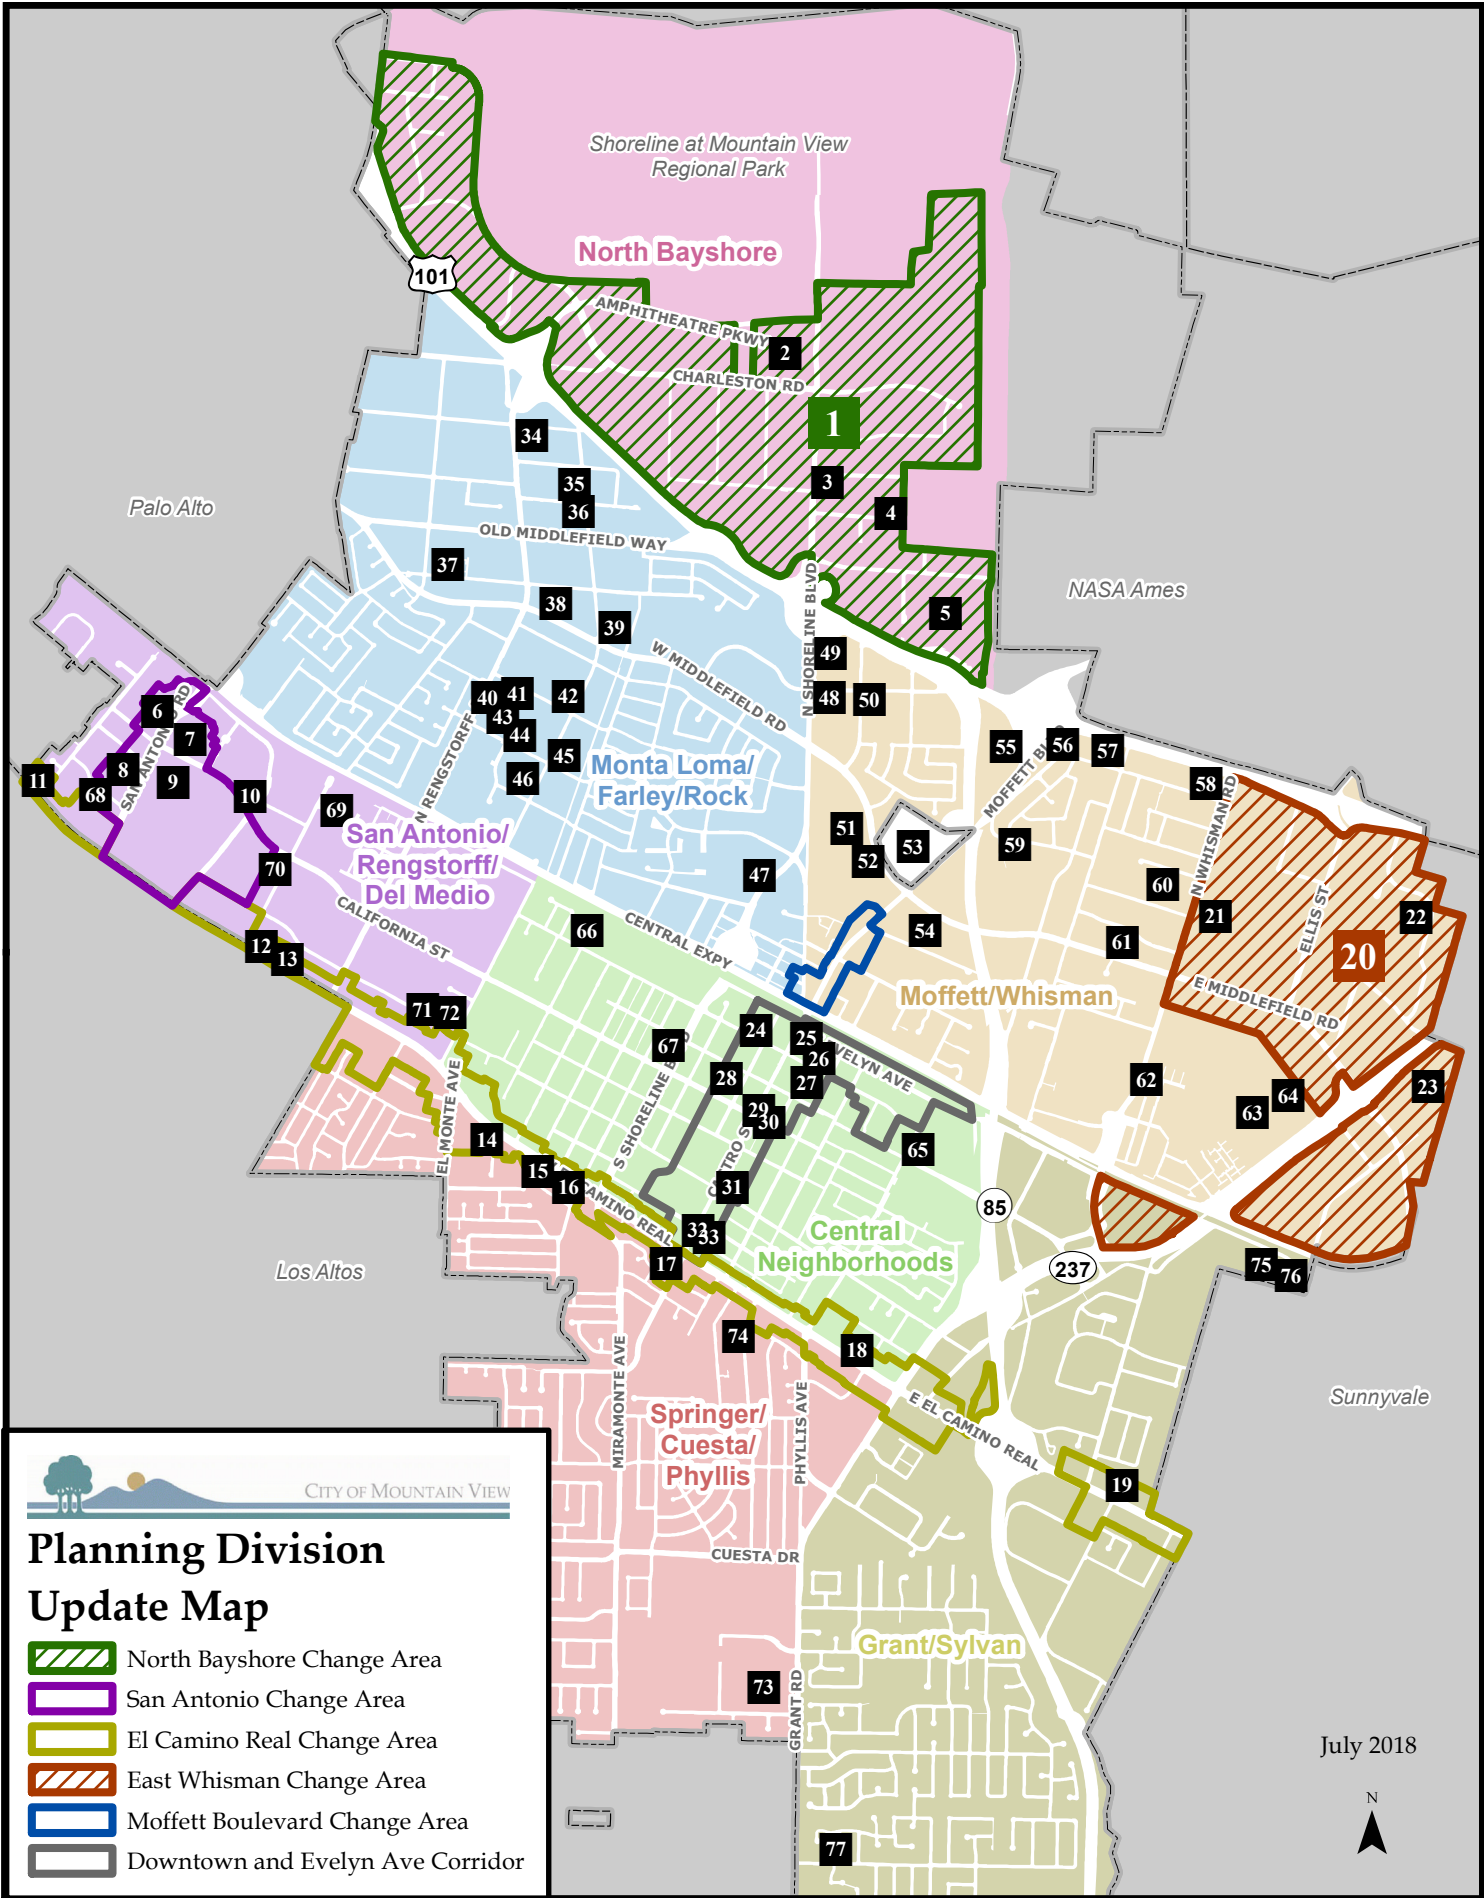 Shoreline at Mountain View
Regional Park
North Bayshore
101
AMPHITHEATRE PKWY
2
CHARLESTON RD
1
34
3
35
36
4
Palo Alto
OLD MIDDLEFIELD WAY
37
NASA Ames
38
39
5
N SHORELINE BLVD
49
W MIDDLEFIELD RD
40
41
42
48
50
43
44
6
SAN ANTONIO RD
7
45
46
55
MOFFETT
56
57
8
9
11
68
10
69
N RENGSTORFF
Monta Loma/
Farley/Rock
58
N WHISMAN RD
San Antonio/
Rengstorff/
Del Medio
51
52
53
59
70
47
60
21
ELLIS ST
22
CALIFORNIA ST
66
CENTRAL EXPY
54
61
20
12
13
Moffett/Whisman
E MIDDLEFIELD RD
71
72
24
25
26
EVELYN AVE
67
28
27
62
23
64
63
S SHORELINE
29
30
EL MONTE AVE
14
65
15
16
31
CAMINO REAL
85
32
33
17
Central
Neighborhoods
237
75
76
Los Altos
74
18
MIRAMONTE AVE
Springer/
Cuesta/
Phyllis
PHYLLIS AVE
E EL CAMINO REAL
Sunnyvale
19
CUESTA DR
Grant/Sylvan
73
GRANT RD
77
CITY OF MOUNTAIN VIEW
Planning Division
Update Map
North Bayshore Change Area
San Antonio Change Area
El Camino Real Change Area
East Whisman Change Area
Moffett Boulevard Change Area
Downtown and Evelyn Ave Corridor
July 2018
N